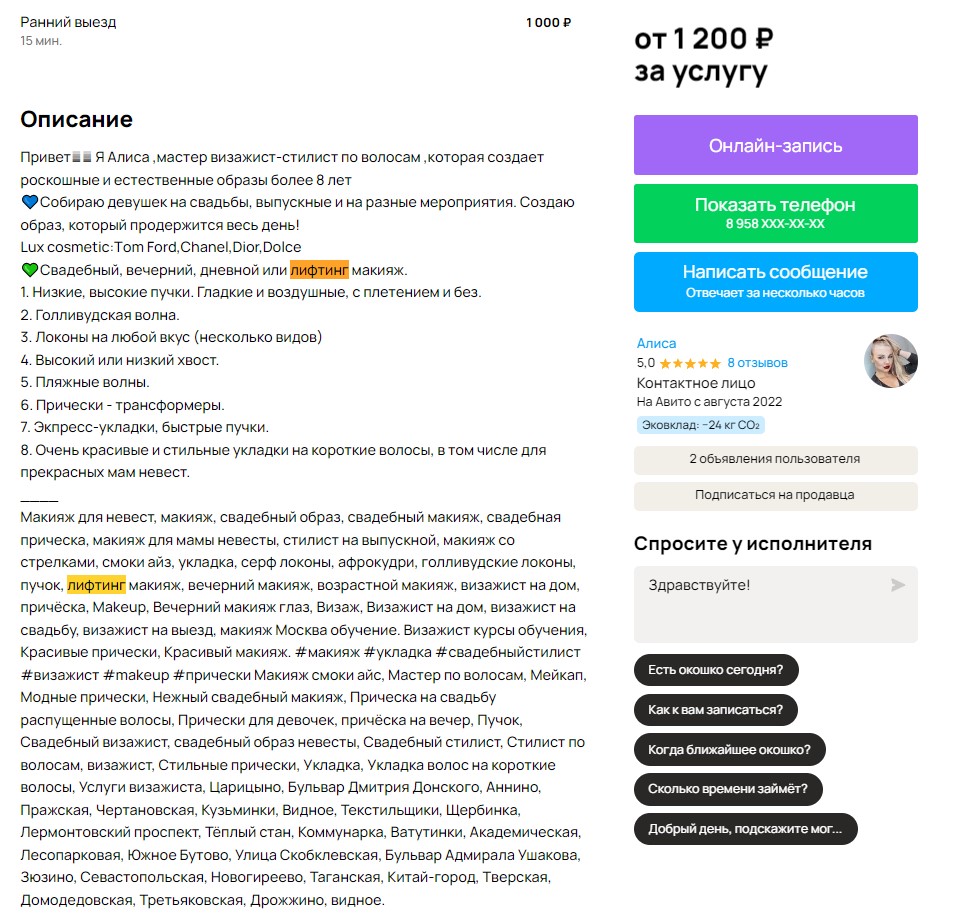 Ранний выезд
1 000 ₽
15 мин.
Описание
Привет Я Алиса ,мастер визажист-стилист по волосам ,которая создает
роскошные и естественные образы более 8 лет
💙Собираю девушек на свадьбы, выпускные и на разные мероприятия. Создаю
образ, который продержится весь день!
Lux cosmetic:Tom Ford,Chanel,Dior,Dolce
💚Свадебный, вечерний, дневной или лифтинг макияж.
1. Низкие, высокие пучки. Гладкие и воздушные, с плетением и без.
2. Голливудская волна.
3. Локоны на любой вкус (несколько видов)
4. Высокий или низкий хвост.
5. Пляжные волны.
6. Прически - трансформеры.
7. Экпресс-укладки, быстрые пучки.
8. Очень красивые и стильные укладки на короткие волосы, в том числе для
прекрасных мам невест.
____
Макияж для невест, макияж, свадебный образ, свадебный макияж, свадебная
прическа, макияж для мамы невесты, стилист на выпускной, макияж со
стрелками, смоки айз, укладка, серф локоны, афрокудри, голливудские локоны,
пучок, лифтинг макияж, вечерний макияж, возрастной макияж, визажист на дом,
причёска, Makeup, Вечерний макияж глаз, Визаж, Визажист на дом, визажист на
свадьбу, визажист на выезд, макияж Москва обучение. Визажист курсы обучения,
Красивые прически, Красивый макияж. #макияж #укладка #свадебныйстилист
#визажист #makeup #прически Макияж смоки айс, Мастер по волосам, Мейкап,
Модные прически, Нежный свадебный макияж, Прическа на свадьбу
распущенные волосы, Прически для девочек, причёска на вечер, Пучок,
Свадебный визажист, свадебный образ невесты, Свадебный стилист, Стилист по
волосам, визажист, Стильные прически, Укладка, Укладка волос на короткие
волосы, Услуги визажиста, Царицыно, Бульвар Дмитрия Донского, Аннино,
Пражская, Чертановская, Кузьминки, Видное, Текстильщики, Щербинка,
Лермонтовский проспект, Тёплый стан, Коммунарка, Ватутинки, Академическая,
Лесопарковая, Южное Бутово, Улица Скобклевская, Бульвар Адмирала Ушакова,
Зюзино, Севастопольская, Новогиреево, Таганская, Китай-город, Тверская,
Домодедовская, Третьяковская, Дрожжино, видное.
от 1 200 ₽
за услугу
Онлайн-запись
Показать телефон
8 958 XXX-XX-XX
Написать сообщение
Отвечает за несколько часов
Алиса
5,0 ★★★★★ 8 отзывов
Контактное лицо
На Авито с августа 2022
Эковклад: −24 кг CO₂
2 объявления пользователя
Подписаться на продавца
Спросите у исполнителя
Здравствуйте!
Есть окошко сегодня?
Как к вам записаться?
Когда ближайшее окошко?
Сколько времени займёт?
Добрый день, подскажите мог...